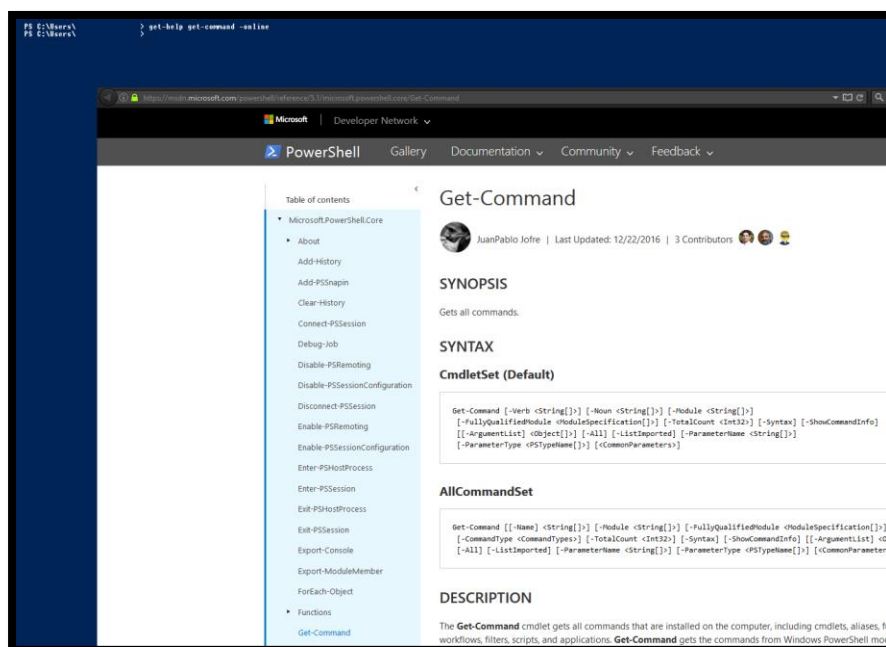 PS C:\Users\ > get-help get-command -online
PS C:\Users\ >
https://msdn.microsoft.com/powershell/reference/5.1/microsoft.powershell.core/Get-Command
Microsoft | Developer Network
PowerShell Gallery Documentation Community Feedback
Table of contents
Microsoft.PowerShell.Core
About
Add-History
Add-PSSnapin
Clear-History
Connect-PSSession
Debug-Job
Disable-PSRemoting
Disable-PSSessionConfiguration
Disconnect-PSSession
Enable-PSRemoting
Enable-PSSessionConfiguration
Enter-PSHostProcess
Enter-PSSession
Exit-PSHostProcess
Exit-PSSession
Export-Console
Export-ModuleMember
ForEach-Object
Functions
Get-Command
Get-Command
JuanPablo Jofre | Last Updated: 12/22/2016 | 3 Contributors
SYNOPSIS
Gets all commands.
SYNTAX
CmdletSet (Default)
Get-Command [-Verb <String[]>] [-Noun <String[]>] [-Module <String[]>]
[-FullyQualifiedModule <ModuleSpecification[]>] [-TotalCount <Int32>] [-Syntax] [-ShowCommandInfo]
[[-ArgumentList] <Object[]>] [-All] [-ListImported] [-ParameterName <String[]>]
[-ParameterType <PSTypeName[]>] [<CommonParameters>]
AllCommandSet
Get-Command [[-Name] <String[]>] [-Module <String[]>] [-FullyQualifiedModule <ModuleSpecification[]>]
[-CommandType <CommandTypes>] [-TotalCount <Int32>] [-Syntax] [-ShowCommandInfo] [[-ArgumentList] <O
[-All] [-ListImported] [-ParameterName <String[]>] [-ParameterType <PSTypeName[]>] [<CommonParameter
DESCRIPTION
The Get-Command cmdlet gets all commands that are installed on the computer, including cmdlets, aliases, f
workflows, filters, scripts, and applications. Get-Command gets the commands from Windows PowerShell mo